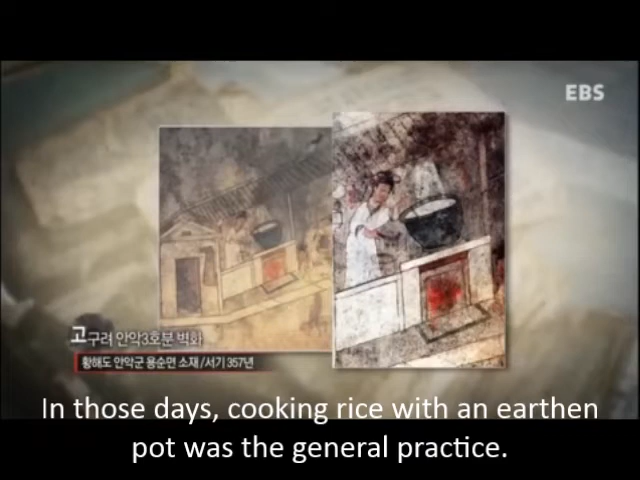 EBS
고구려 안악3호분 벽화
황해도 안악군 용순면 소재 / 서기 357년
In those days, cooking rice with an earthen
pot was the general practice.